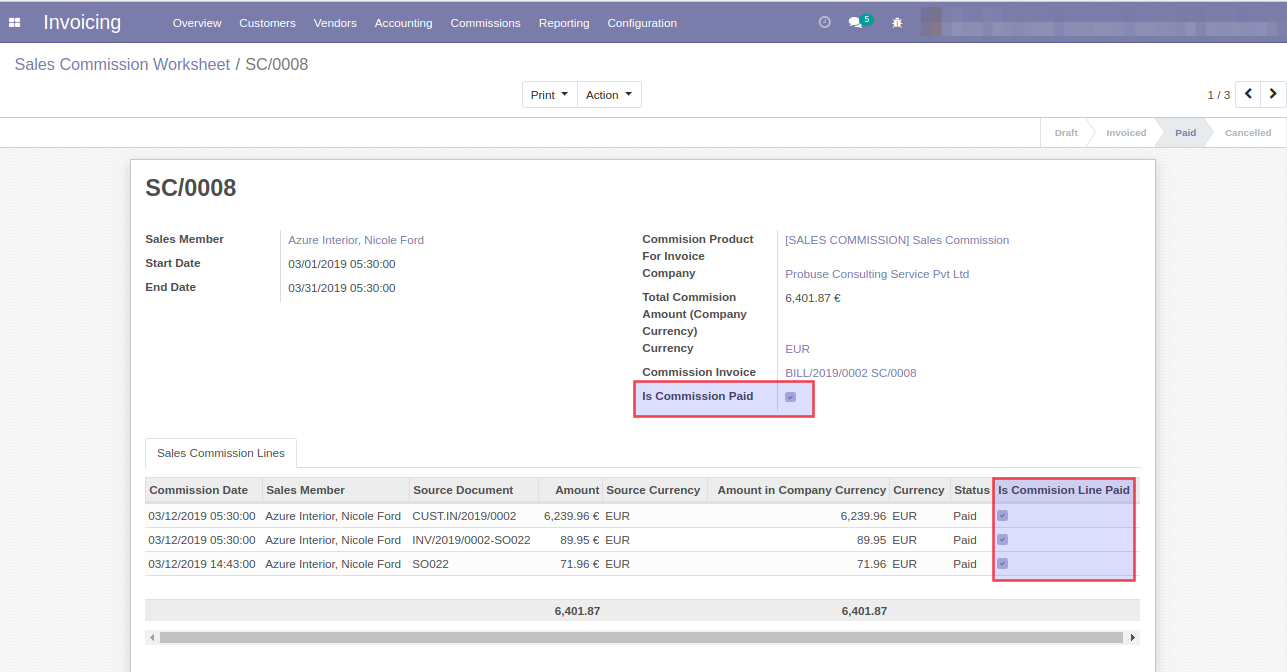 Invoicing Overview Customers Vendors Accounting Commissions Reporting Configuration 5
Sales Commission Worksheet / SC/0008
Print Action 1 / 3
Draft Invoiced Paid Cancelled
SC/0008
Sales Member Azure Interior, Nicole Ford
Start Date 03/01/2019 05:30:00
End Date 03/31/2019 05:30:00
Commision Product [SALES COMMISSION] Sales Commission
For Invoice
Company Probuse Consulting Service Pvt Ltd
Total Commision 6,401.87 €
Amount (Company
Currency)
Currency EUR
Commission Invoice BILL/2019/0002 SC/0008
Is Commission Paid
Sales Commission Lines
Commission Date Sales Member Source Document Amount Source Currency Amount in Company Currency Currency Status Is Commision Line Paid
03/12/2019 05:30:00 Azure Interior, Nicole Ford CUST.IN/2019/0002 6,239.96 € EUR 6,239.96 EUR Paid
03/12/2019 05:30:00 Azure Interior, Nicole Ford INV/2019/0002-SO022 89.95 € EUR 89.95 EUR Paid
03/12/2019 14:43:00 Azure Interior, Nicole Ford SO022 71.96 € EUR 71.96 EUR Paid
6,401.87 6,401.87